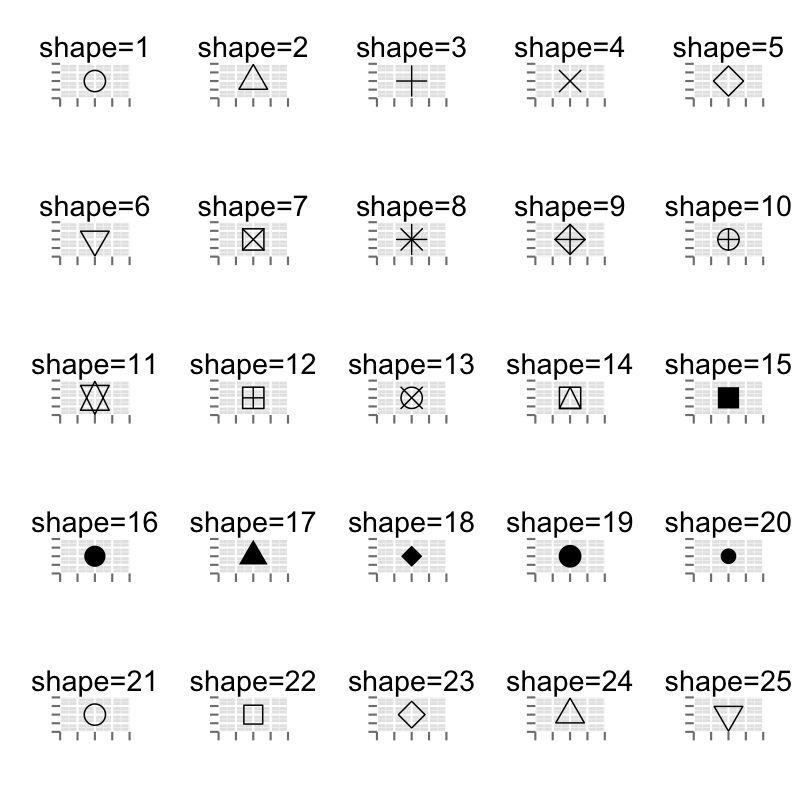 shape=1 shape=2 shape=3 shape=4 shape=5
shape=6 shape=7 shape=8 shape=9 shape=10
shape=11 shape=12 shape=13 shape=14 shape=15
shape=16 shape=17 shape=18 shape=19 shape=20
shape=21 shape=22 shape=23 shape=24 shape=25